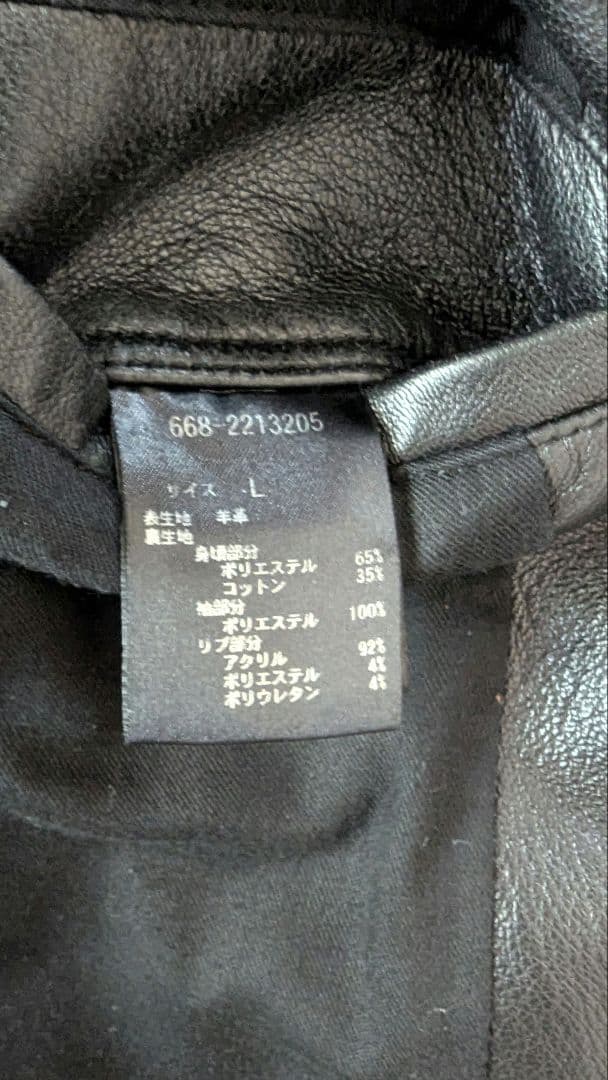 668-2213205
サイズ L
表生地 羊革
裏生地
身頃部分
ポリエステル 65%
コットン 35%
袖部分
ポリエステル 100%
リブ部分
アクリル 92%
ポリエステル 4%
ポリウレタン 4%